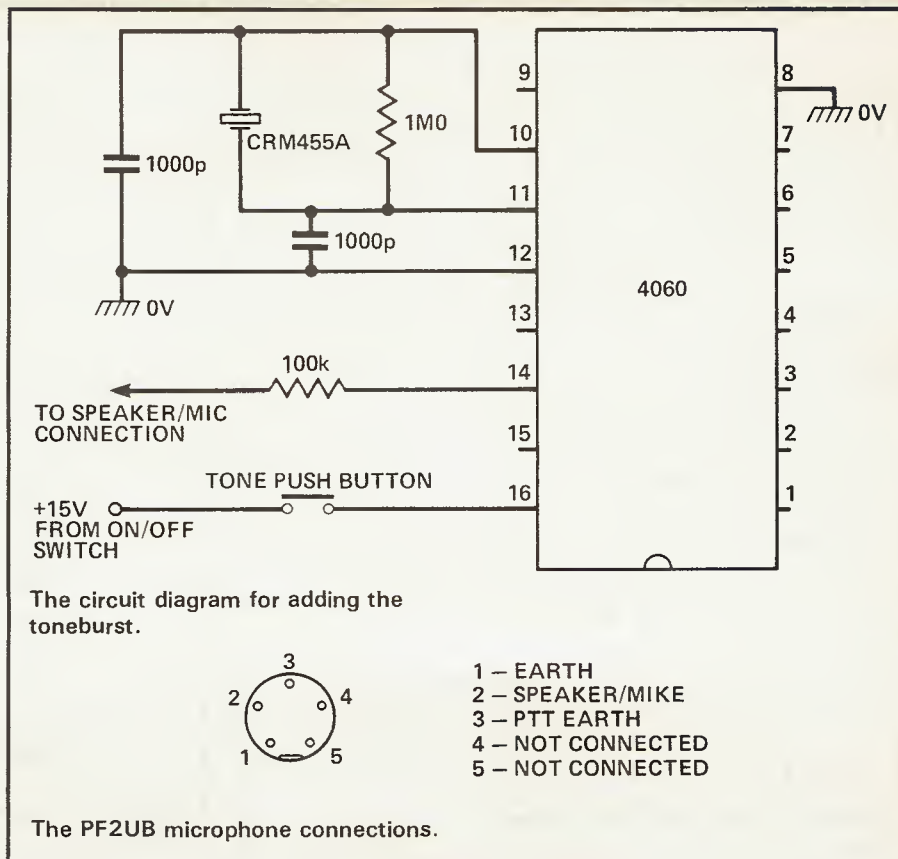 9
10
11
12
13
14
15
16
8
7
6
5
4
3
2
1
4060
0V
CRM455A
1M0
1000p
1000p
0V
100k
TO SPEAKER/MIC
CONNECTION
TONE PUSH BUTTON
+15V
FROM ON/OFF
SWITCH
The circuit diagram for adding the
toneburst.
3
2
4
1
5
1 – EARTH
2 – SPEAKER/MIKE
3 – PTT EARTH
4 – NOT CONNECTED
5 – NOT CONNECTED
The PF2UB microphone connections.